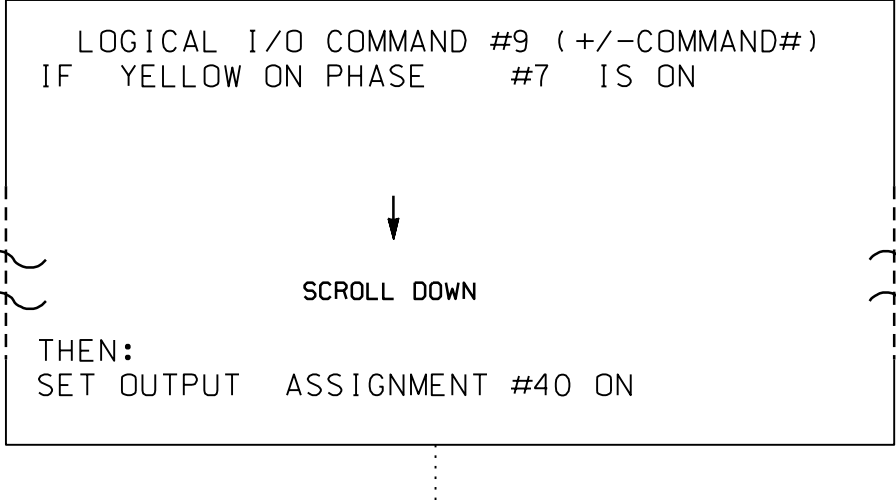 LOGICAL I/O COMMAND #9 (+/-COMMAND#)
IF YELLOW ON PHASE #7 IS ON
SCROLL DOWN
THEN:
SET OUTPUT ASSIGNMENT #40 ON